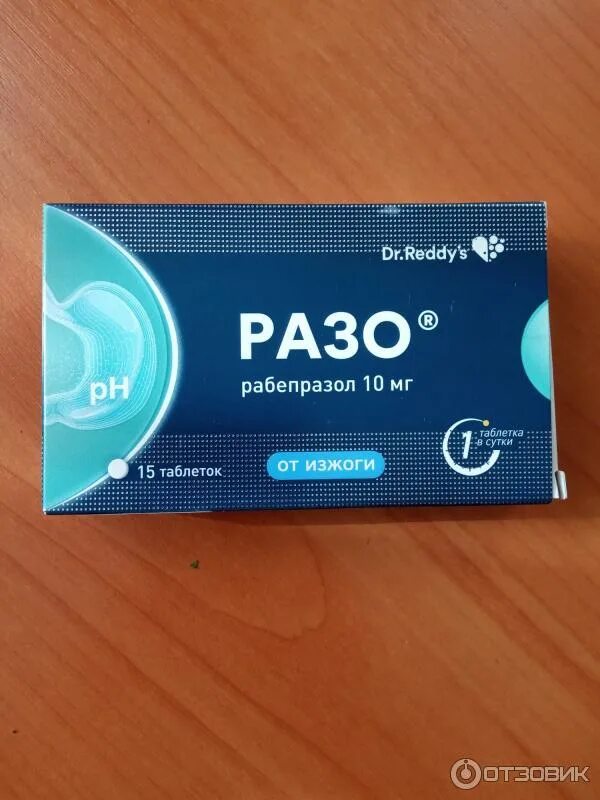 Dr.Reddy's
РАЗО®
рабепразол 10 мг
pH
1 таблетка
в сутки
15 таблеток
ОТ ИЗЖОГИ
ОТЗОВИК